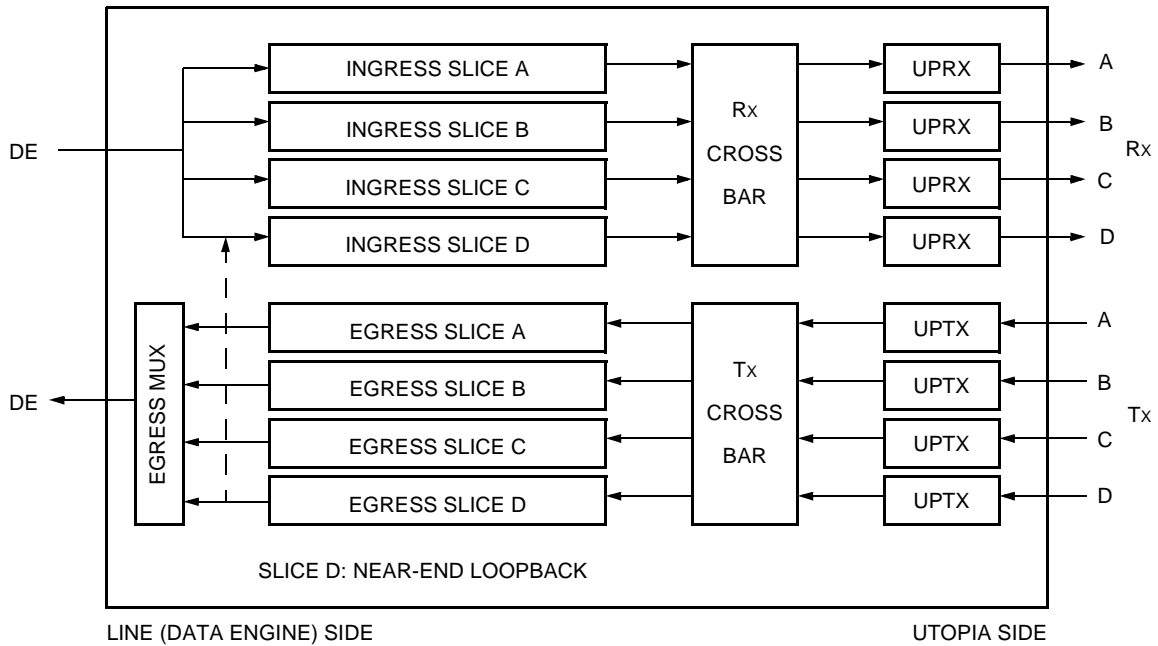 INGRESS SLICE A
INGRESS SLICE B
INGRESS SLICE C
INGRESS SLICE D
Rx
CROSS
BAR
UPRX
UPRX
UPRX
UPRX
A
B
C
D
Rx
DE
EGRESS MUX
DE
EGRESS SLICE A
EGRESS SLICE B
EGRESS SLICE C
EGRESS SLICE D
Tx
CROSS
BAR
UPTX
UPTX
UPTX
UPTX
A
B
C
D
Tx
SLICE D: NEAR-END LOOPBACK
LINE (DATA ENGINE) SIDE
UTOPIA SIDE